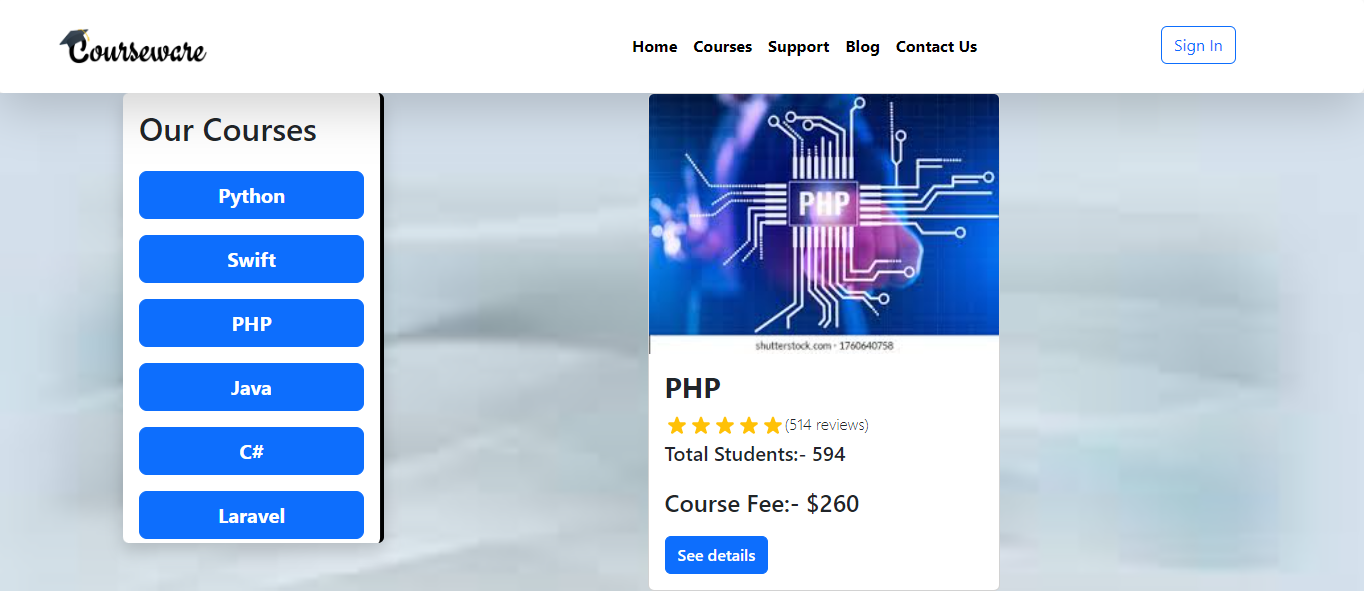 Courseware
Home Courses Support Blog Contact Us
Sign In
Our Courses
Python
Swift
PHP
Java
C#
Laravel
PHP
shutterstock.com · 1760640758
PHP
(514 reviews)
Total Students:- 594
Course Fee:- $260
See details